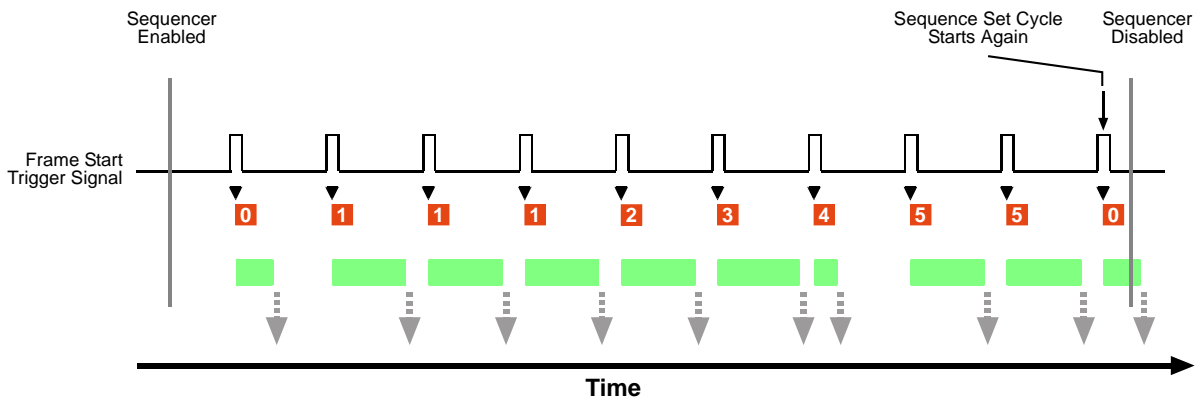 Sequencer
Enabled
Sequence Set Cycle
Starts Again
Sequencer
Disabled
Frame Start
Trigger Signal
0 1 1 1 2 3 4 5 5 0
Time